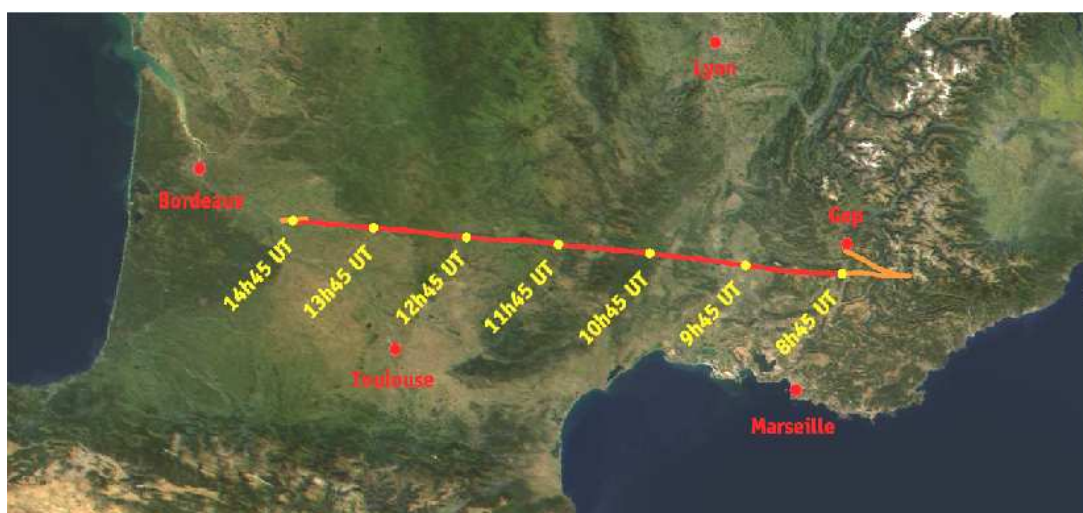 Lyon
Bordeaux
Gap
14h45 UT
13h45 UT
12h45 UT
11h45 UT
10h45 UT
9h45 UT
8h45 UT
Toulouse
Marseille